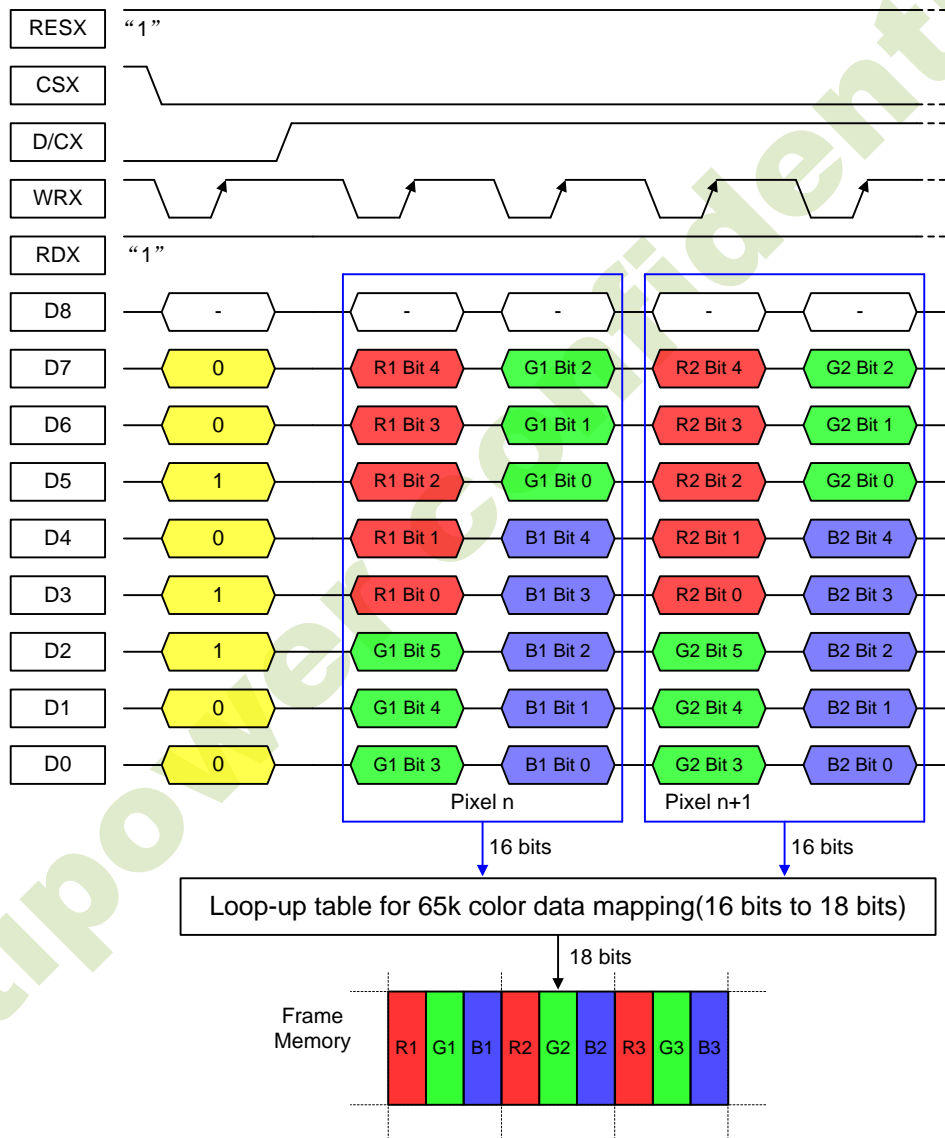 RESX “1”
CSX
D/CX
WRX
RDX “1”
D8 - - - - -
D7 0 R1 Bit 4 G1 Bit 2 R2 Bit 4 G2 Bit 2
D6 0 R1 Bit 3 G1 Bit 1 R2 Bit 3 G2 Bit 1
D5 1 R1 Bit 2 G1 Bit 0 R2 Bit 2 G2 Bit 0
D4 0 R1 Bit 1 B1 Bit 4 R2 Bit 1 B2 Bit 4
D3 1 R1 Bit 0 B1 Bit 3 R2 Bit 0 B2 Bit 3
D2 1 G1 Bit 5 B1 Bit 2 G2 Bit 5 B2 Bit 2
D1 0 G1 Bit 4 B1 Bit 1 G2 Bit 4 B2 Bit 1
D0 0 G1 Bit 3 B1 Bit 0 G2 Bit 3 B2 Bit 0
Pixel n Pixel n+1
16 bits 16 bits
Loop-up table for 65k color data mapping(16 bits to 18 bits)
18 bits
Frame
Memory
R1 G1 B1 R2 G2 B2 R3 G3 B3
tipower confident